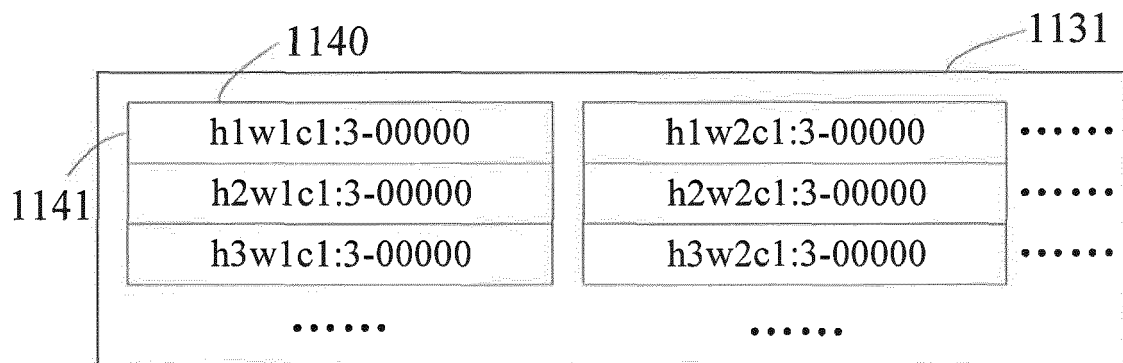 1140
1131
h1w1c1:3-00000 h1w2c1:3-00000 ••••••
1141
h2w1c1:3-00000 h2w2c1:3-00000 ••••••
h3w1c1:3-00000 h3w2c1:3-00000 ••••••
•••••• ••••••